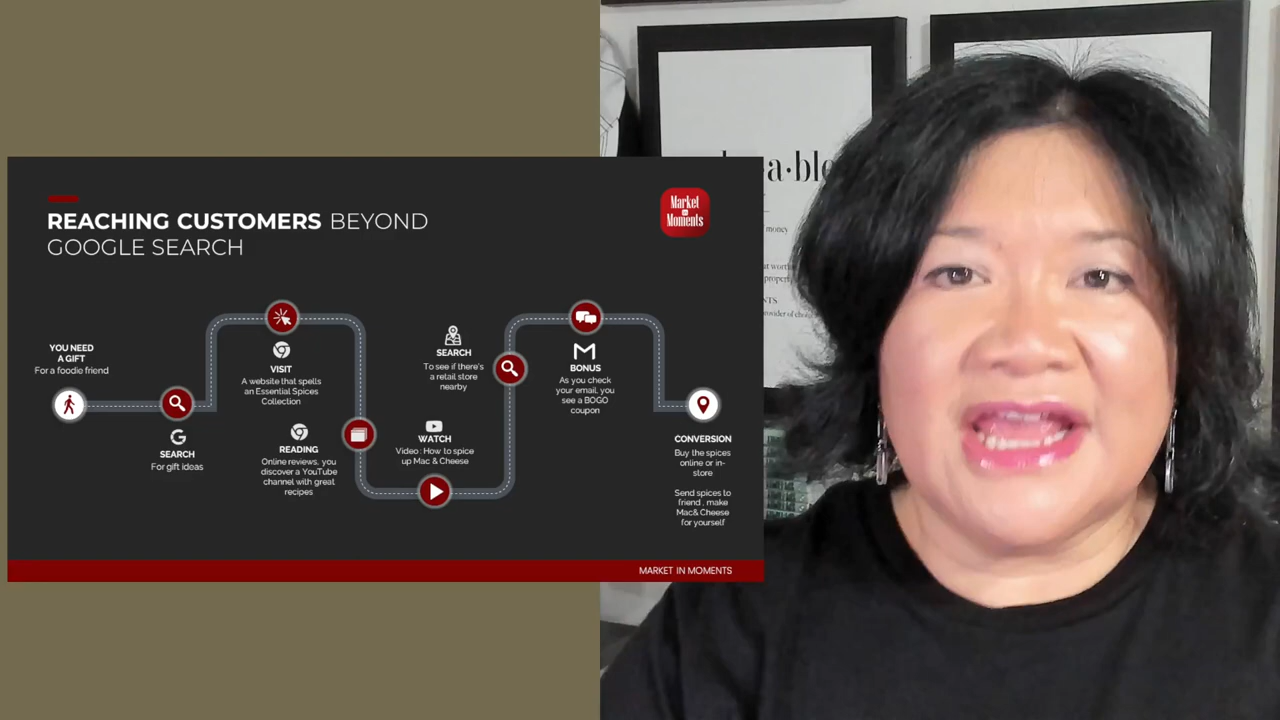 REACHING CUSTOMERS BEYOND
GOOGLE SEARCH
Market
in
Moments
YOU NEED
A GIFT
For a foodie friend
SEARCH
For gift ideas
VISIT
A website that spells
an Essential Spices
Collection
READING
Online reviews, you
discover a YouTube
channel with great
recipes
WATCH
Video: How to spice
up Mac & Cheese
SEARCH
To see if there's
a retail store
nearby
BONUS
As you check
your email, you
see a BOGO
coupon
CONVERSION
Buy the spices
online or in-
store
Send spices to
friend , make
Mac& Cheese
for yourself
MARKET IN MOMENTS
a·ble
money